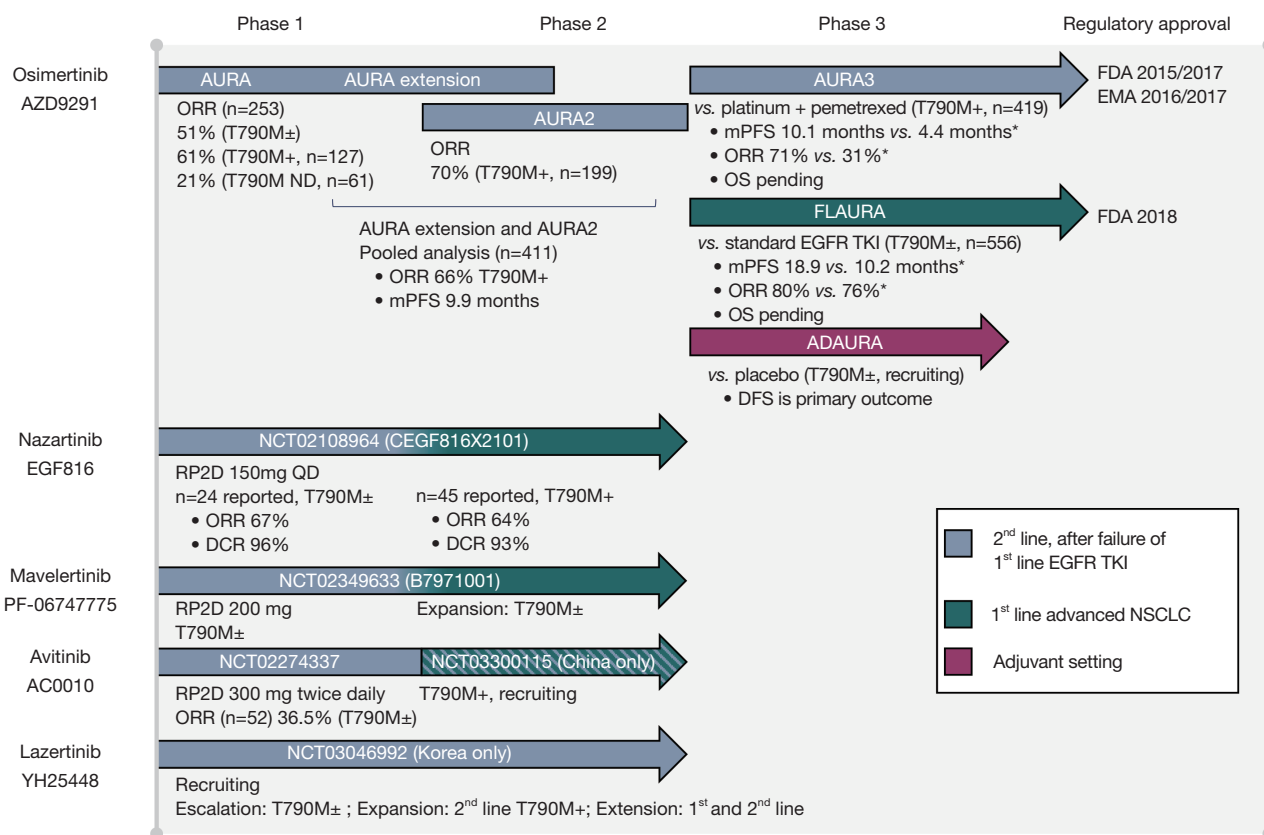 Phase 1
Phase 2
Phase 3
Regulatory approval
Osimertinib
AZD9291
AURA
AURA extension
ORR (n=253)
51% (T790M±)
61% (T790M+, n=127)
21% (T790M ND, n=61)
AURA2
ORR
70% (T790M+, n=199)
AURA extension and AURA2
Pooled analysis (n=411)
• ORR 66% T790M+
• mPFS 9.9 months
AURA3
vs. platinum + pemetrexed (T790M+, n=419)
• mPFS 10.1 months vs. 4.4 months*
• ORR 71% vs. 31%*
• OS pending
FDA 2015/2017
EMA 2016/2017
FLAURA
vs. standard EGFR TKI (T790M±, n=556)
• mPFS 18.9 vs. 10.2 months*
• ORR 80% vs. 76%*
• OS pending
FDA 2018
ADAURA
vs. placebo (T790M±, recruiting)
• DFS is primary outcome
Nazartinib
EGF816
NCT02108964 (CEGF816X2101)
RP2D 150mg QD
n=24 reported, T790M±
• ORR 67%
• DCR 96%
n=45 reported, T790M+
• ORR 64%
• DCR 93%
Mavelertinib
PF-06747775
NCT02349633 (B7971001)
RP2D 200 mg
T790M±
Expansion: T790M±
Avitinib
AC0010
NCT02274337
NCT03300115 (China only)
RP2D 300 mg twice daily
ORR (n=52) 36.5% (T790M±)
T790M+, recruiting
Lazertinib
YH25448
NCT03046992 (Korea only)
Recruiting
Escalation: T790M± ; Expansion: 2nd line T790M+; Extension: 1st and 2nd line
2nd line, after failure of
1st line EGFR TKI
1st line advanced NSCLC
Adjuvant setting